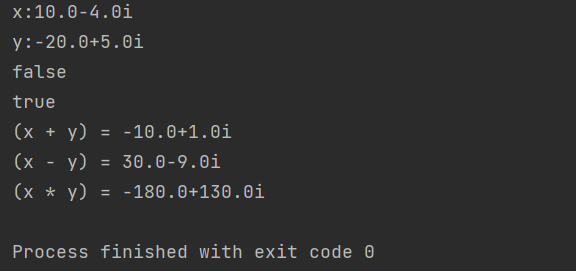 x:10.0-4.0i
y:-20.0+5.0i
false
true
(x + y) = -10.0+1.0i
(x - y) = 30.0-9.0i
(x * y) = -180.0+130.0i
Process finished with exit code 0